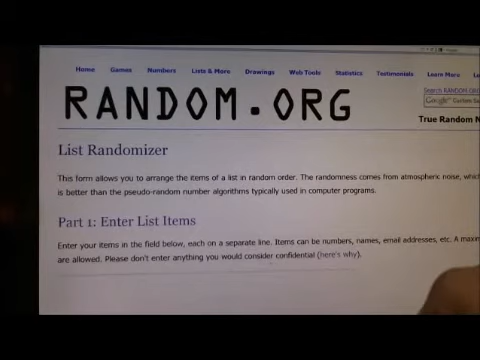 Home Games Numbers Lists & More Drawings Web Tools Statistics Testimonials Learn More
Search RANDOM.ORG
RANDOM.ORG
Google™
True Random N
List Randomizer
This form allows you to arrange the items of a list in random order. The randomness comes from atmospheric noise, which
is better than the pseudo-random number algorithms typically used in computer programs.
Part 1: Enter List Items
Enter your items in the field below, each on a separate line. Items can be numbers, names, email addresses, etc. A maxim
are allowed. Please don't enter anything you would consider confidential (here's why).